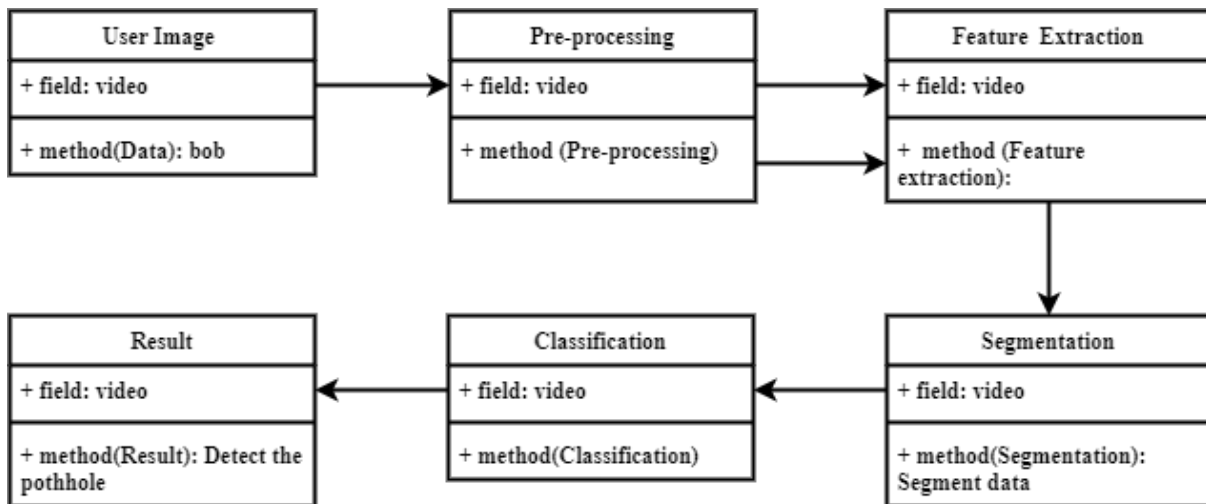 User Image
+ field: video
+ method(Data): bob
Pre-processing
+ field: video
+ method (Pre-processing)
Feature Extraction
+ field: video
+ method (Feature
extraction):
Result
+ field: video
+ method(Result): Detect the
pothhole
Classification
+ field: video
+ method(Classification)
Segmentation
+ field: video
+ method(Segmentation):
Segment data